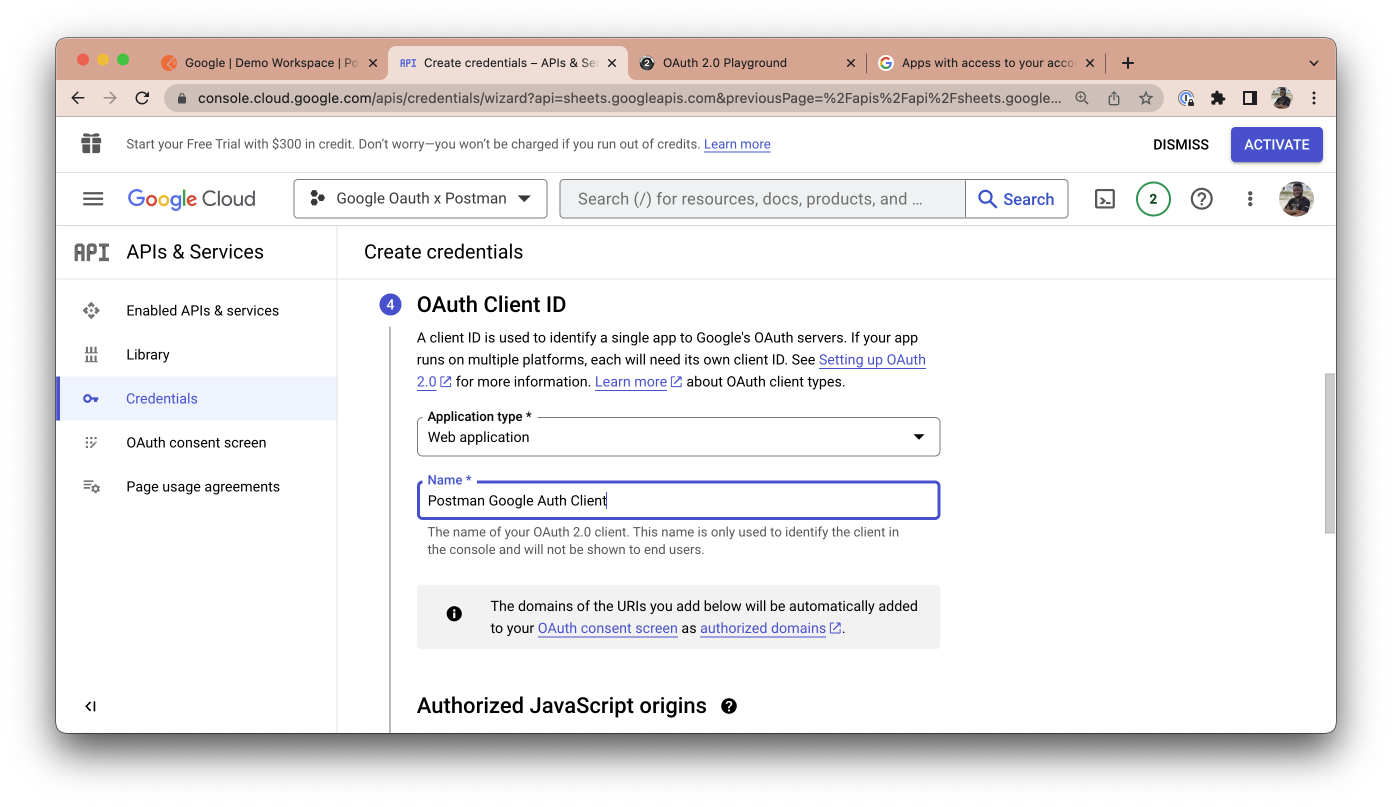 Google | Demo Workspace | Po
API Create credentials – APIs & Ser
2 OAuth 2.0 Playground
G Apps with access to your acco
console.cloud.google.com/apis/credentials/wizard?api=sheets.googleapis.com&previousPage=%2Fapis%2Fapi%2Fsheets.google...
Start your Free Trial with $300 in credit. Don’t worry—you won’t be charged if you run out of credits. Learn more
DISMISS
ACTIVATE
Google Cloud
Google Oauth x Postman
Search (/) for resources, docs, products, and ...
Search
2
API APIs & Services
Create credentials
Enabled APIs & services
Library
Credentials
OAuth consent screen
Page usage agreements
4 OAuth Client ID
A client ID is used to identify a single app to Google's OAuth servers. If your app
runs on multiple platforms, each will need its own client ID. See Setting up OAuth
2.0 for more information. Learn more about OAuth client types.
Application type *
Web application
Name *
Postman Google Auth Client
The name of your OAuth 2.0 client. This name is only used to identify the client in
the console and will not be shown to end users.
The domains of the URIs you add below will be automatically added
to your OAuth consent screen as authorized domains.
Authorized JavaScript origins